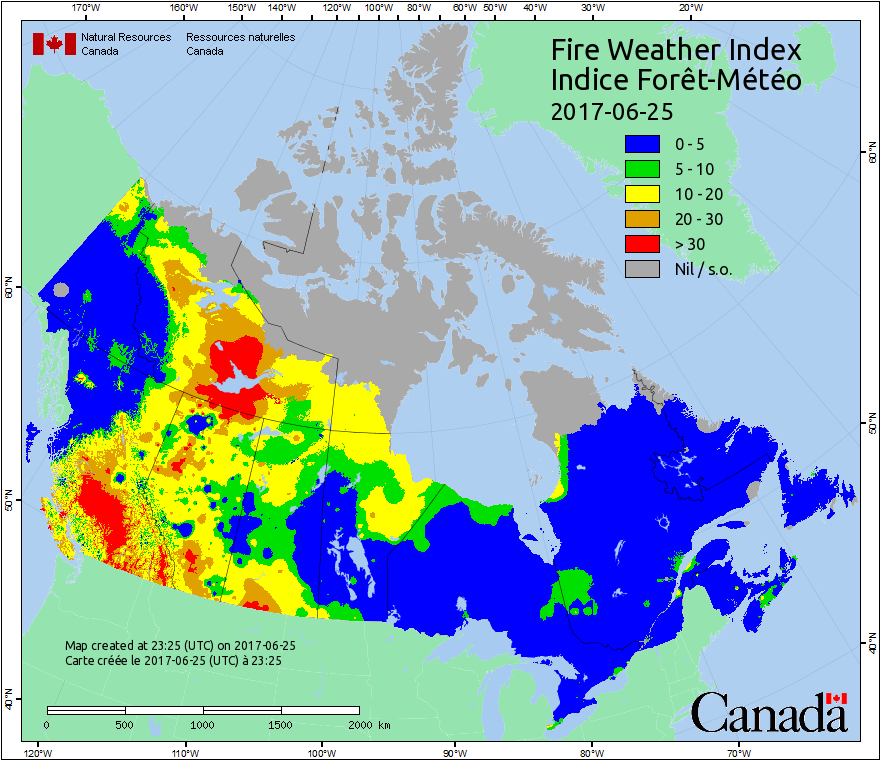 170°W 160°W 150°W 140°W 120°W 100°W 80°W 60°W 50°W 40°W 30°W 20°W
Natural Resources Canada
Ressources naturelles Canada
Fire Weather Index
Indice Forêt-Météo
2017-06-25
0 - 5
5 - 10
10 - 20
20 - 30
> 30
Nil / s.o.
60°N
50°N
40°N
60°N
50°N
40°N
Map created at 23:25 (UTC) on 2017-06-25
Carte créée le 2017-06-25 (UTC) à 23:25
0 500 1000 1500 2000 km
Canada
120°W 110°W 100°W 90°W 80°W 70°W